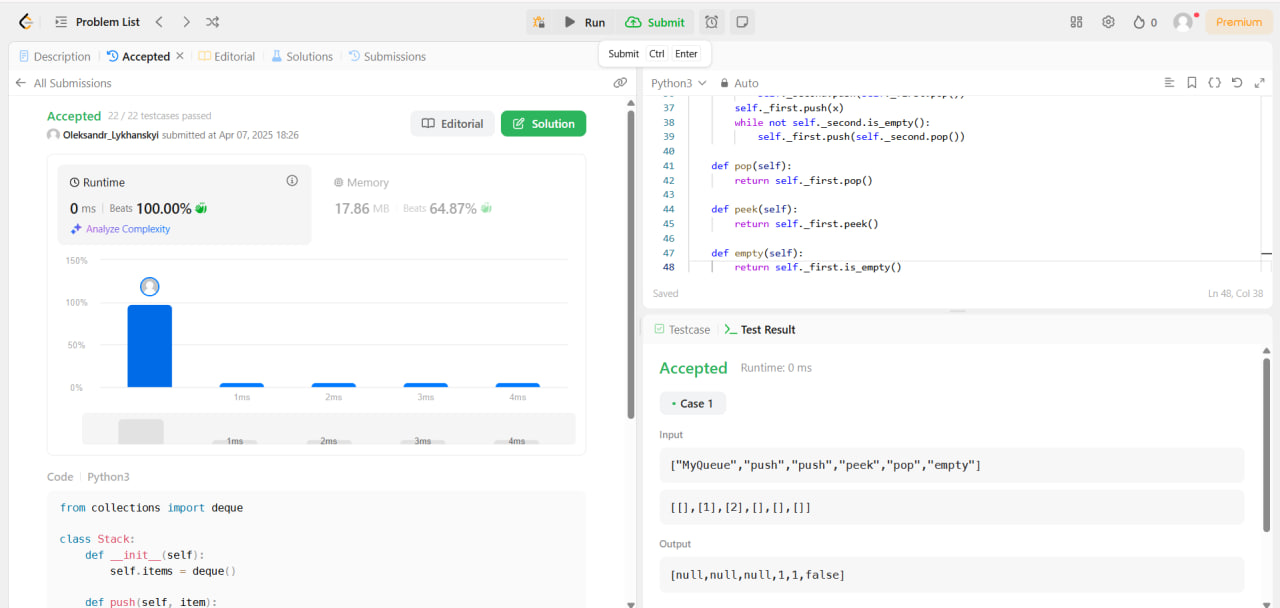 Problem List
Run
Submit
0
Premium
Description
Accepted
Editorial
Solutions
Submissions
Submit Ctrl Enter
All Submissions
Accepted 22 / 22 testcases passed
Oleksandr_Lykhanskyi submitted at Apr 07, 2025 18:26
Editorial
Solution
Runtime
0 ms Beats 100.00%
Analyze Complexity
Memory
17.86 MB Beats 64.87%
150%
100%
50%
0%
1ms 2ms 3ms 4ms
1ms 2ms 3ms 4ms
Code Python3
from collections import deque
class Stack:
def __init__(self):
self.items = deque()
def push(self, item):
Python3 Auto
37 self._first.push(x)
38 while not self._second.is_empty():
39 self._first.push(self._second.pop())
40
41 def pop(self):
42 return self._first.pop()
43
44 def peek(self):
45 return self._first.peek()
46
47 def empty(self):
48 return self._first.is_empty()
Saved
Ln 48, Col 38
Testcase
>_ Test Result
Accepted Runtime: 0 ms
• Case 1
Input
["MyQueue","push","push","peek","pop","empty"]
[[],[1],[2],[],[],[]]
Output
[null,null,null,1,1,false]